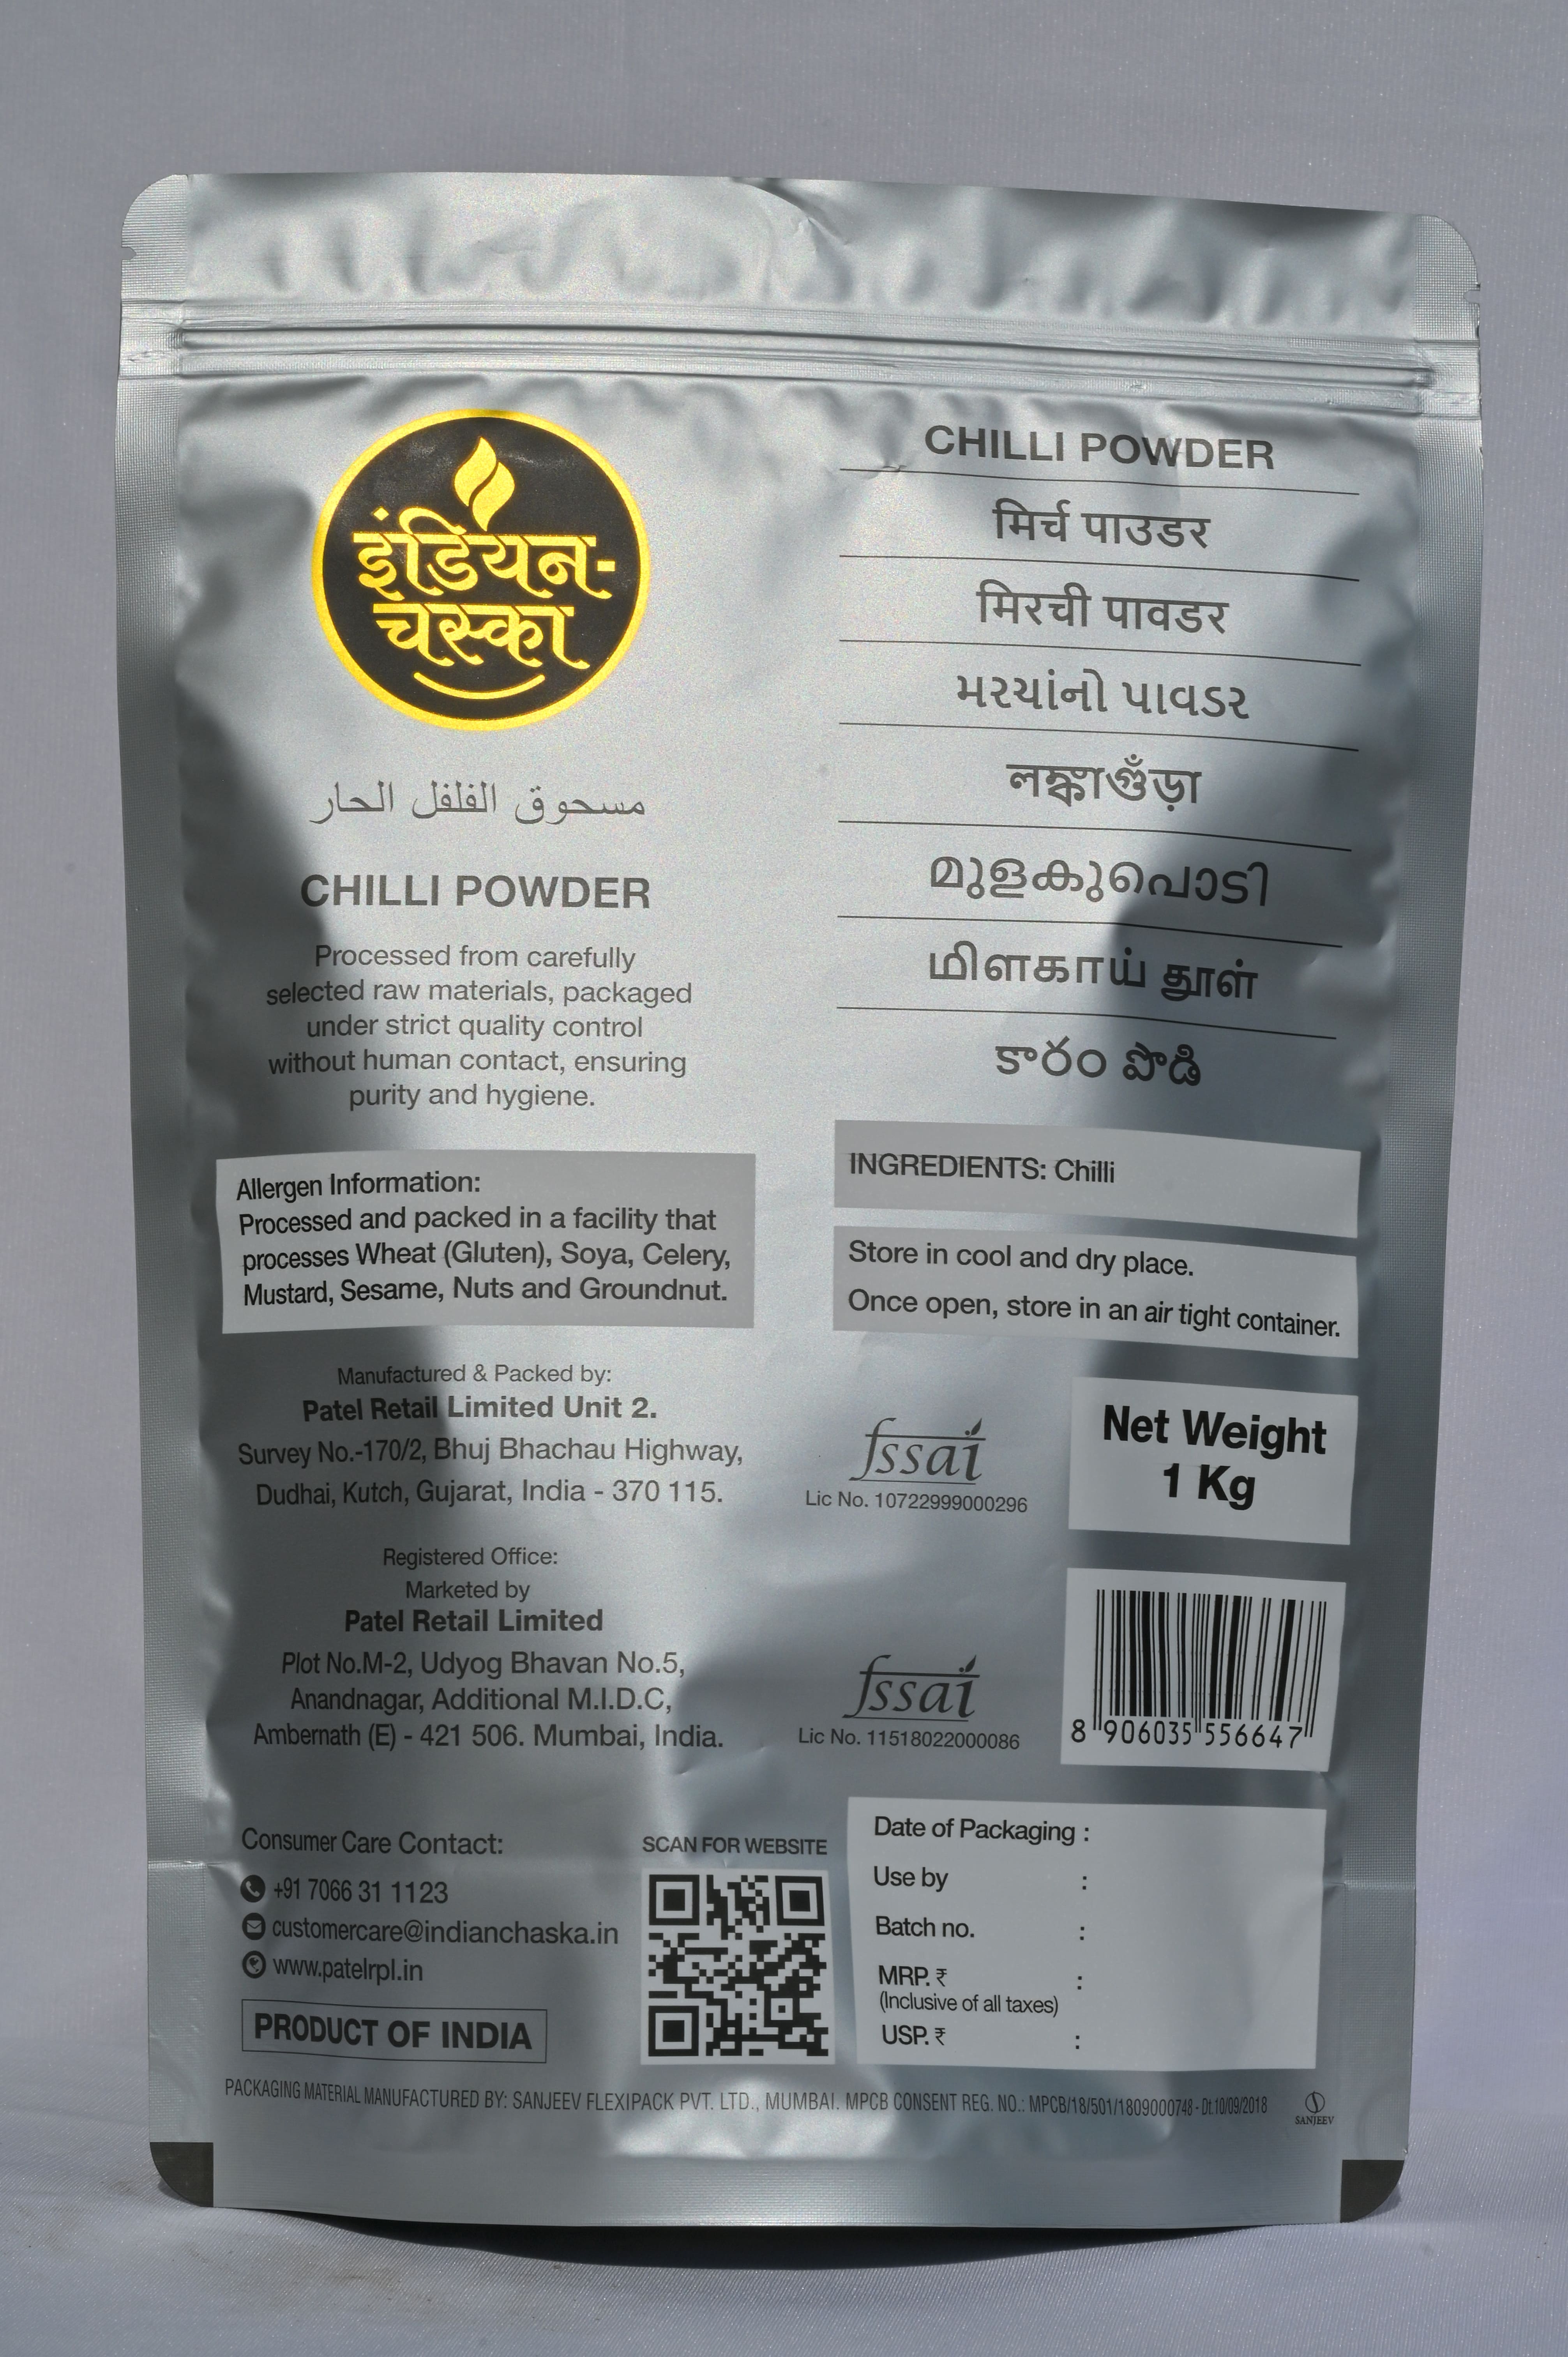 इंडियन-
चस्का
مسحوق الفلفل الحار
CHILLI POWDER
Processed from carefully
selected raw materials, packaged
under strict quality control
without human contact, ensuring
purity and hygiene.
Allergen Information:
Processed and packed in a facility that
processes Wheat (Gluten), Soya, Celery,
Mustard, Sesame, Nuts and Groundnut.
Manufactured & Packed by:
Patel Retail Limited Unit 2.
Survey No.-170/2, Bhuj Bhachau Highway,
Dudhai, Kutch, Gujarat, India - 370 115.
Registered Office:
Marketed by
Patel Retail Limited
Plot No.M-2, Udyog Bhavan No.5,
Anandnagar, Additional M.I.D.C,
Ambernath (E) - 421 506. Mumbai, India.
Consumer Care Contact:
+91 7066 31 1123
customercare@indianchaska.in
www.patelrpl.in
PRODUCT OF INDIA
SCAN FOR WEBSITE
CHILLI POWDER
मिर्च पाउडर
मिरची पावडर
મરચાંનો પાવડર
লঙ্কাগুঁড়া
മുളകുപൊടി
மிளகாய் தூள்
కారం పొడి
INGREDIENTS: Chilli
Store in cool and dry place.
Once open, store in an air tight container.
fssai
Lic No. 10722999000296
Net Weight
1 Kg
fssai
Lic No. 11518022000086
8 906035 556647
Date of Packaging :
Use by :
Batch no. :
MRP. ₹ :
(Inclusive of all taxes)
USP. ₹ :
PACKAGING MATERIAL MANUFACTURED BY: SANJEEV FLEXIPACK PVT. LTD., MUMBAI. MPCB CONSENT REG. NO.: MPCB/18/501/1809000748 - Dt.10/09/2018
SANJEEV